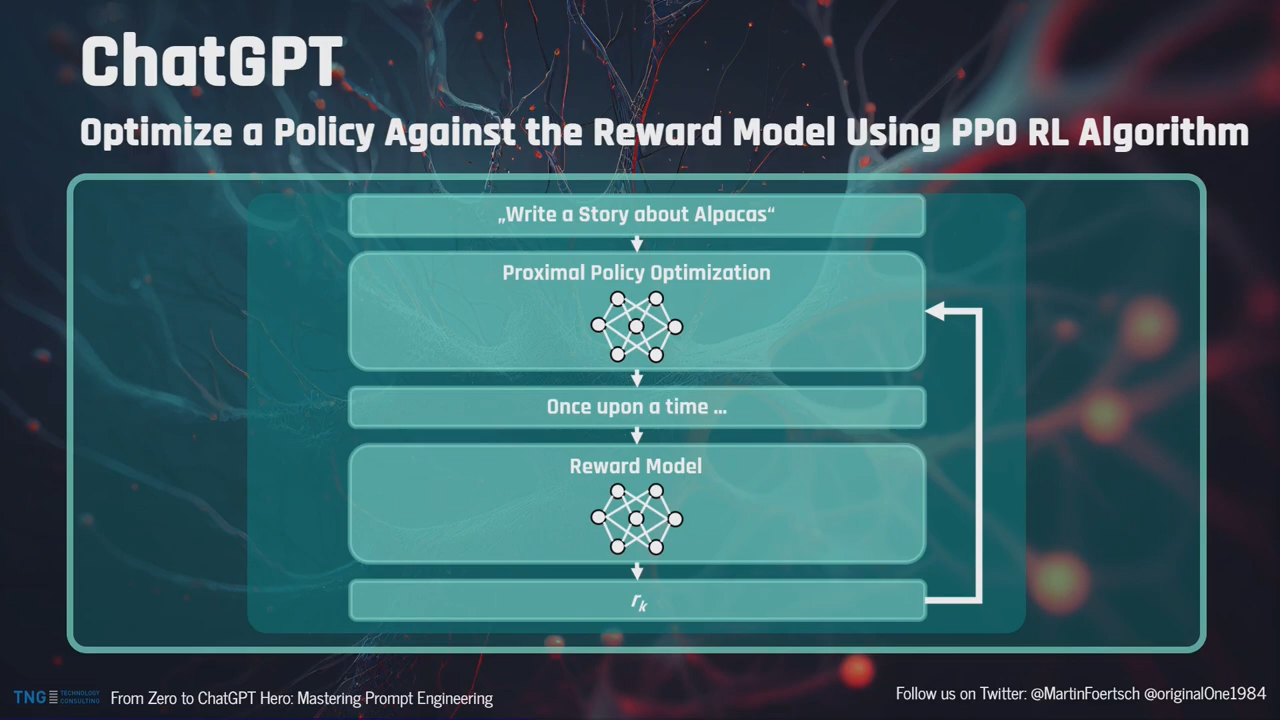 ChatGPT
Optimize a Policy Against the Reward Model Using PPO RL Algorithm
„Write a Story about Alpacas“
Proximal Policy Optimization
Once upon a time ...
Reward Model
rk
TNG TECHNOLOGY CONSULTING
From Zero to ChatGPT Hero: Mastering Prompt Engineering
Follow us on Twitter: @MartinFoertsch @originalOne1984